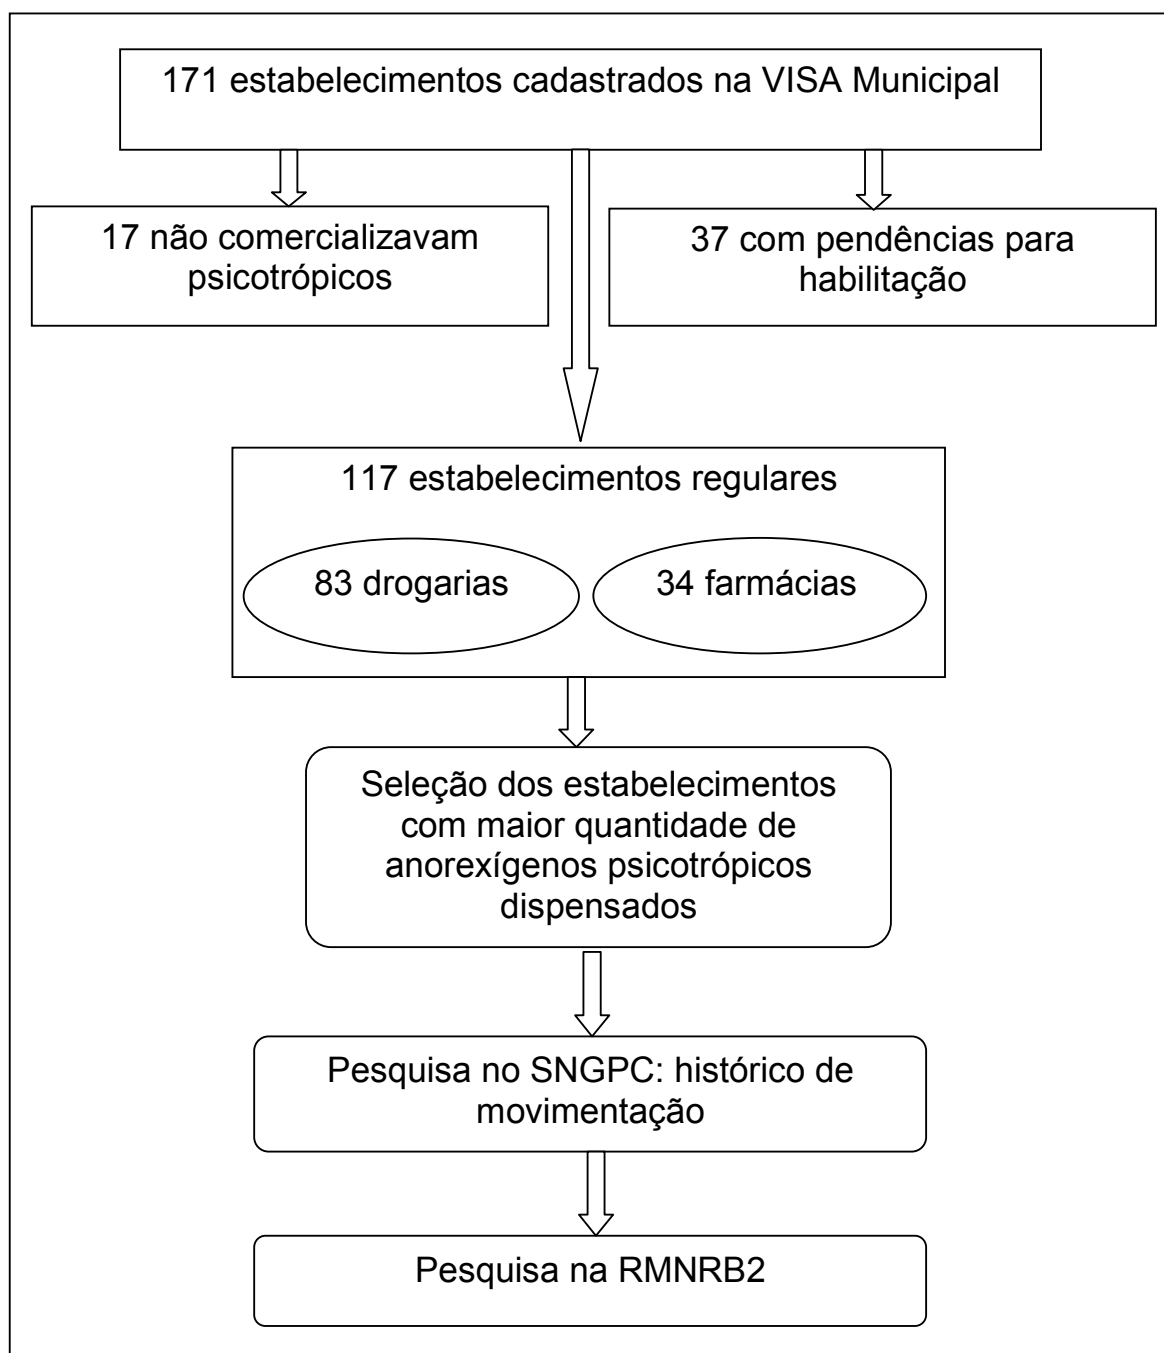 171 estabelecimentos cadastrados na VISA Municipal
17 não comercializavam
psicotrópicos
37 com pendências para
habilitação
117 estabelecimentos regulares
83 drogarias
34 farmácias
Seleção dos estabelecimentos
com maior quantidade de
anorexígenos psicotrópicos
dispensados
Pesquisa no SNGPC: histórico de
movimentação
Pesquisa na RMNRB2